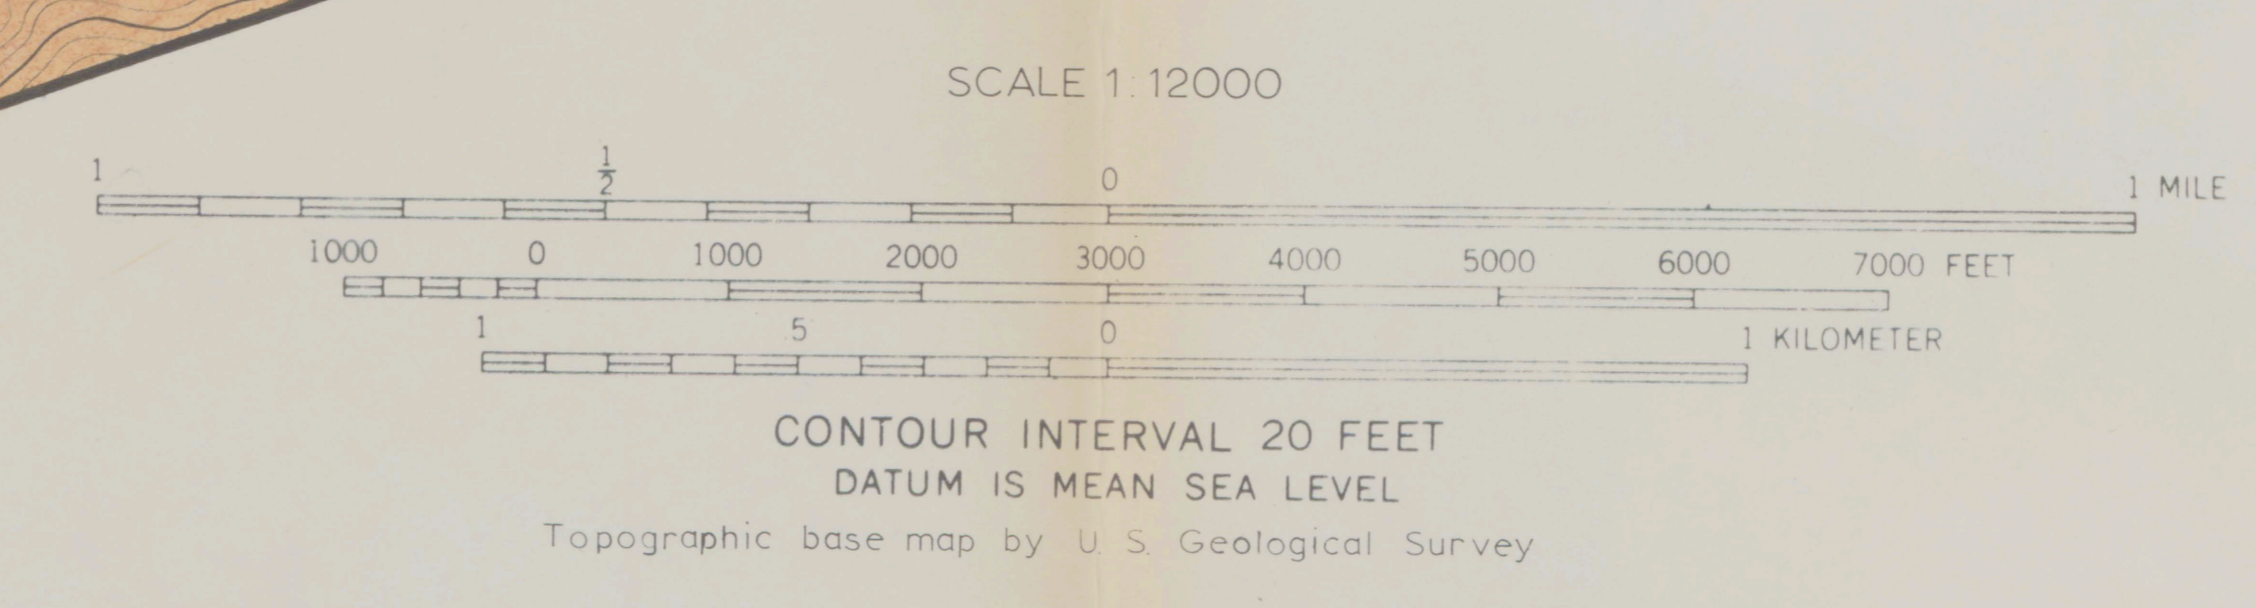 SCALE 1:12000
1 1/2 0 1 MILE
1000 0 1000 2000 3000 4000 5000 6000 7000 FEET
1 .5 0 1 KILOMETER
CONTOUR INTERVAL 20 FEET
DATUM IS MEAN SEA LEVEL
Topographic base map by U. S. Geological Survey